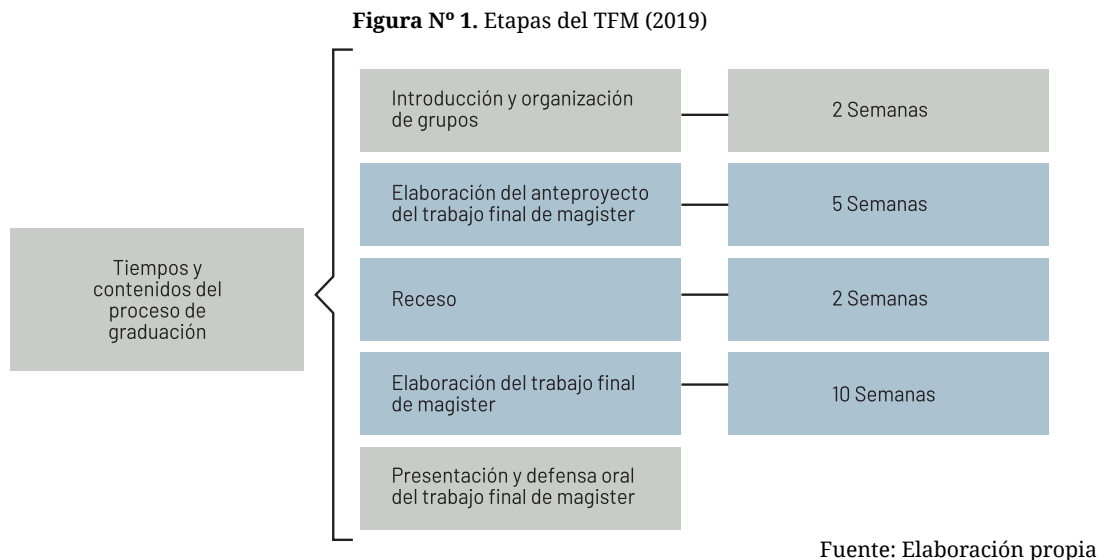 Figura Nº 1. Etapas del TFM (2019)
Tiempos y
contenidos del
proceso de
graduación
Introducción y organización
de grupos
2 Semanas
Elaboración del anteproyecto
del trabajo final de magister
5 Semanas
Receso
2 Semanas
Elaboración del trabajo final
de magister
10 Semanas
Presentación y defensa oral
del trabajo final de magister
Fuente: Elaboración propia